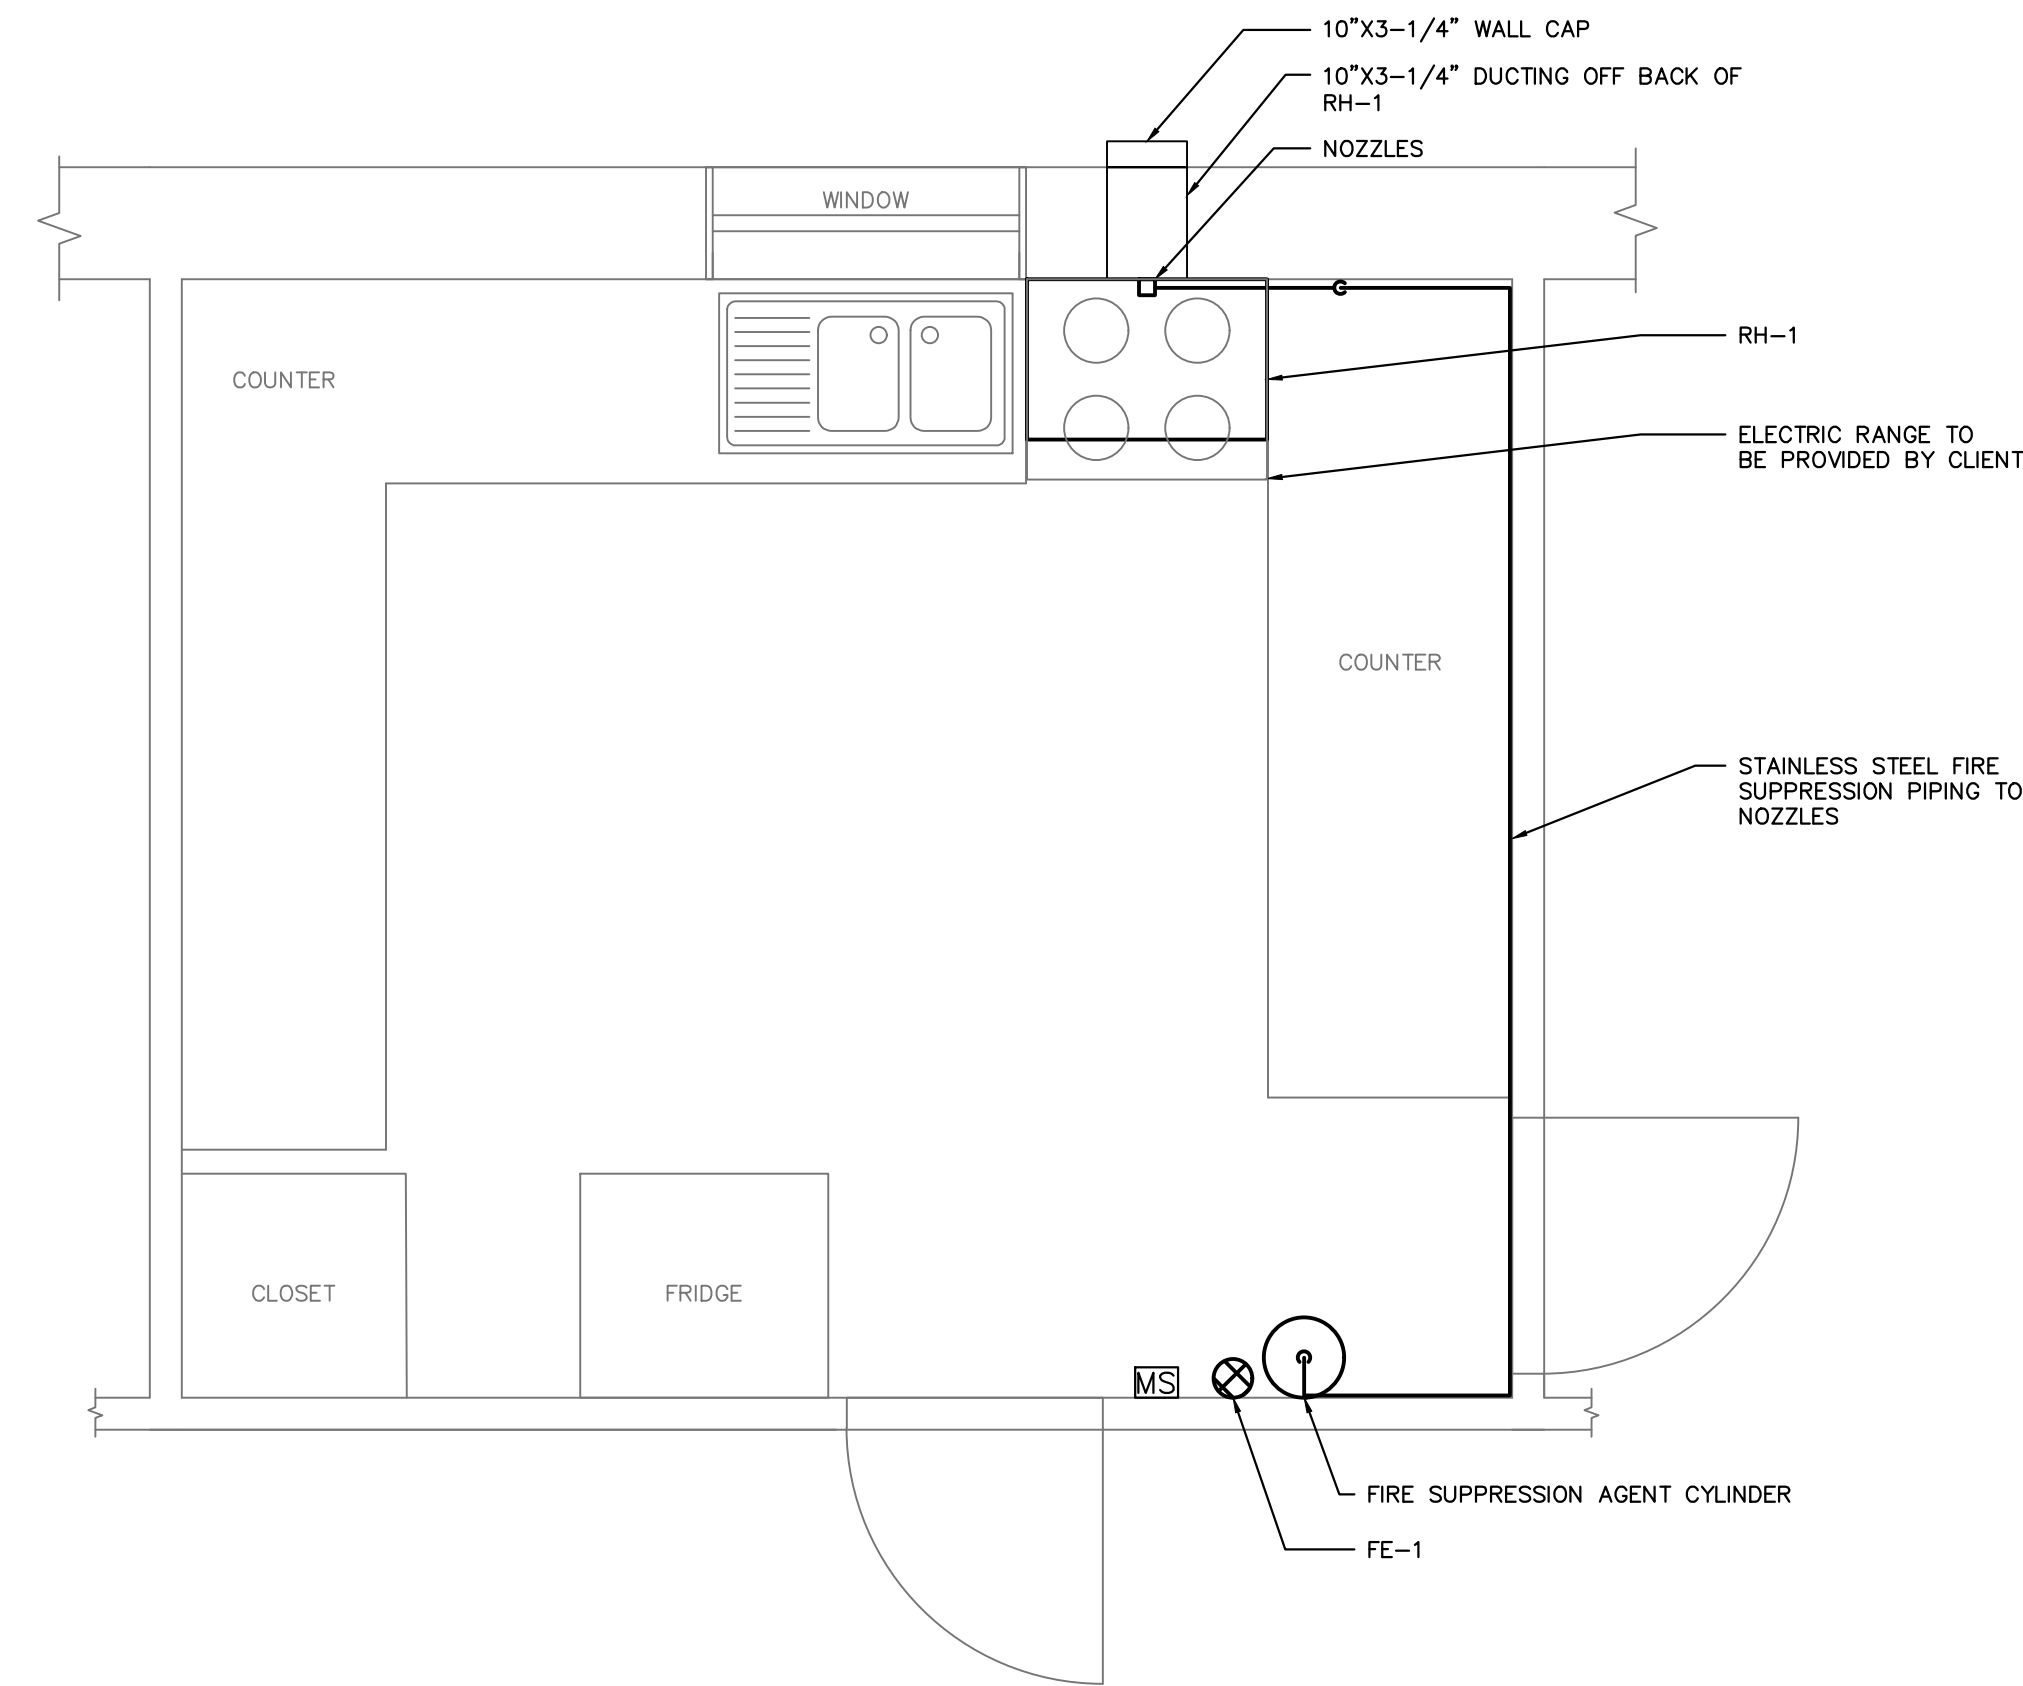 10"X3-1/4" WALL CAP
10"X3-1/4" DUCTING OFF BACK OF
RH-1
NOZZLES
WINDOW
RH-1
COUNTER
ELECTRIC RANGE TO
BE PROVIDED BY CLIENT
COUNTER
STAINLESS STEEL FIRE
SUPPRESSION PIPING TO
NOZZLES
CLOSET
FRIDGE
MS
FIRE SUPPRESSION AGENT CYLINDER
FE-1